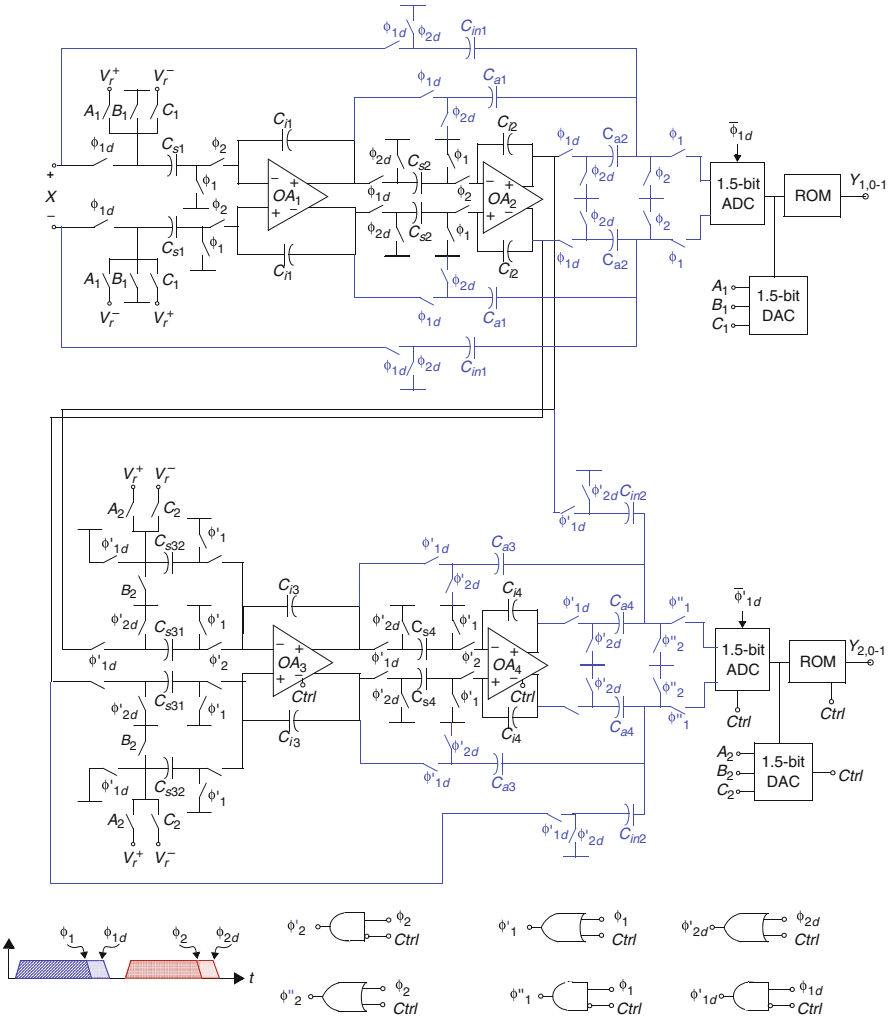 ϕ1d ϕ2d Cin1
ϕ1d Ca1
Vr+ Vr−
A1 B1 C1
ϕ2d
Ci1 Ci2
ϕ1d Cs1 ϕ2 ϕ2d Cs2 ϕ1 ϕ1d Ca2 ϕ1 ϕ̅1d
+ ϕ1 − + ϕ1d ϕ2 − + ϕ2d ϕ2 1.5-bit ADC ROM Y1,0-1
X OA1 OA2
− ϕ1d ϕ2 + − + − ϕ2d ϕ2
Cs1 ϕ1 ϕ2d Cs2 ϕ1 ϕ1d Ca2 ϕ1
Ci1 Ci2
A1 B1 C1 ϕ2d
Vr− Vr+ ϕ1d Ca1
A1 B1 C1 1.5-bit DAC
ϕ1d ϕ2d Cin1
Vr+ Vr−
A2 C2 ϕ'2d Cin2
ϕ'1 ϕ'1d
ϕ'1d Cs32 ϕ'1d Ca3
B2 Ci3 ϕ'2d Ci4
ϕ'2d Cs31 ϕ'1 ϕ'2d Cs4 ϕ'1 ϕ'1d Ca4 ϕ''1 ϕ̅'1d
ϕ'1d ϕ'2 − + ϕ'1d ϕ'2 − + ϕ'2d ϕ''2 1.5-bit ADC ROM Y2,0-1
OA3 OA4
+ − Ctrl + − Ctrl ϕ'2d ϕ''2 Ctrl Ctrl
ϕ'2d Cs31 ϕ'1 ϕ'2d Cs4 ϕ'1 Ca4 ϕ''1
B2 Ci3 ϕ'2d Ci4
ϕ'1d Cs32 ϕ'1 ϕ'1d Ca3
A2 B2 C2 1.5-bit DAC Ctrl
A2 C2 ϕ'1d ϕ'2d Cin2
Vr+ Vr−
ϕ1 ϕ1d ϕ2 ϕ2d t
ϕ'2 ϕ2 Ctrl
ϕ'1 ϕ1 Ctrl
ϕ'2d ϕ2d Ctrl
ϕ''2 ϕ2 Ctrl
ϕ''1 ϕ1 Ctrl
ϕ'1d ϕ1d Ctrl